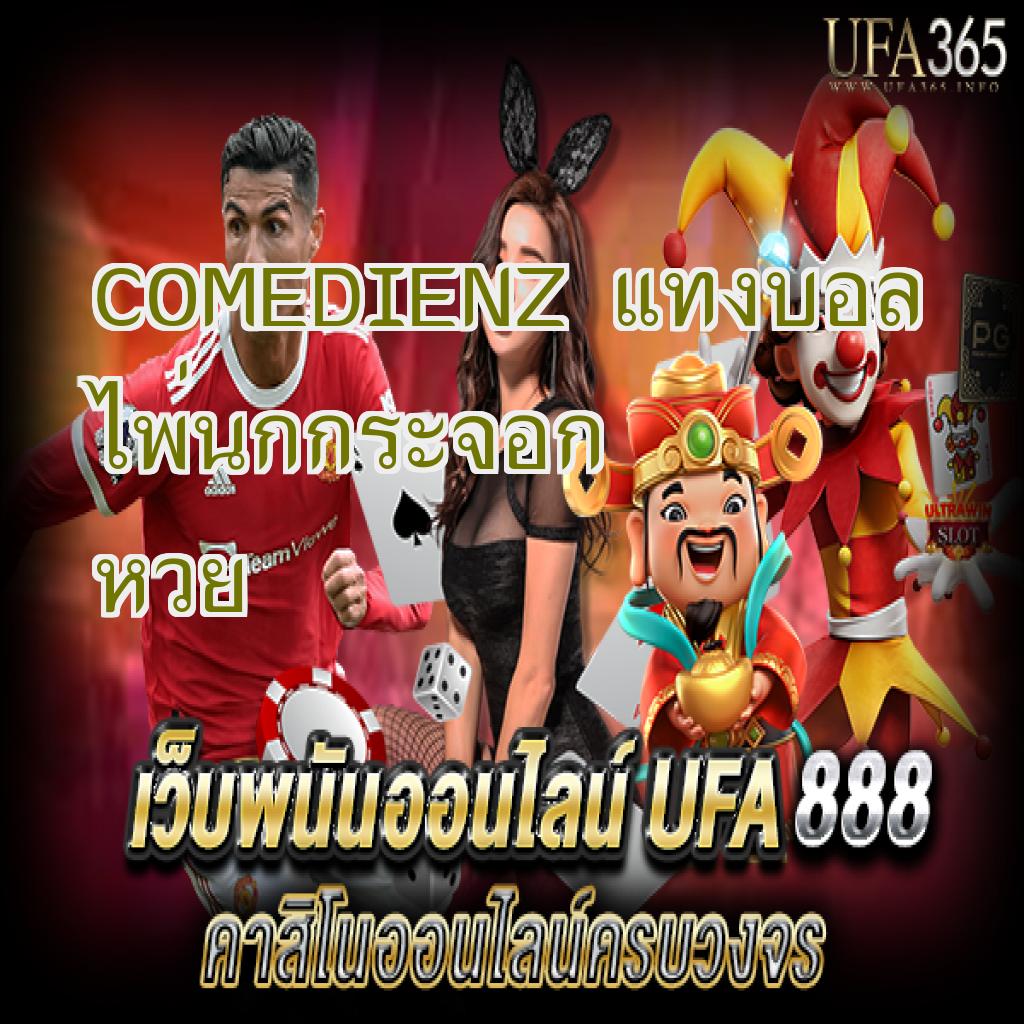 UFA365
WWW.UFA365.INFO
COMEDIENZ แทงบอล
ไพ่นกกระจอก
หวย
PG
TeamViewer
adidas
ULTRAWIN
SLOT
เว็บพนันออนไลน์ UFA 888
คาสิโนออนไลน์ครบวงจร